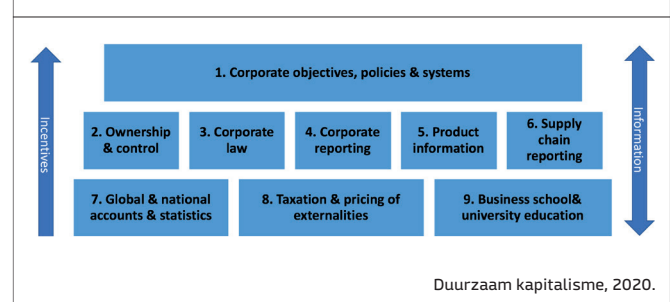 1. Corporate objectives, policies & systems
Incentives
2. Ownership
& control
3. Corporate
law
4. Corporate
reporting
5. Product
information
6. Supply
chain
reporting
Information
7. Global & national
accounts & statistics
8. Taxation & pricing of
externalities
9. Business school&
university education
Duurzaam kapitalisme, 2020.